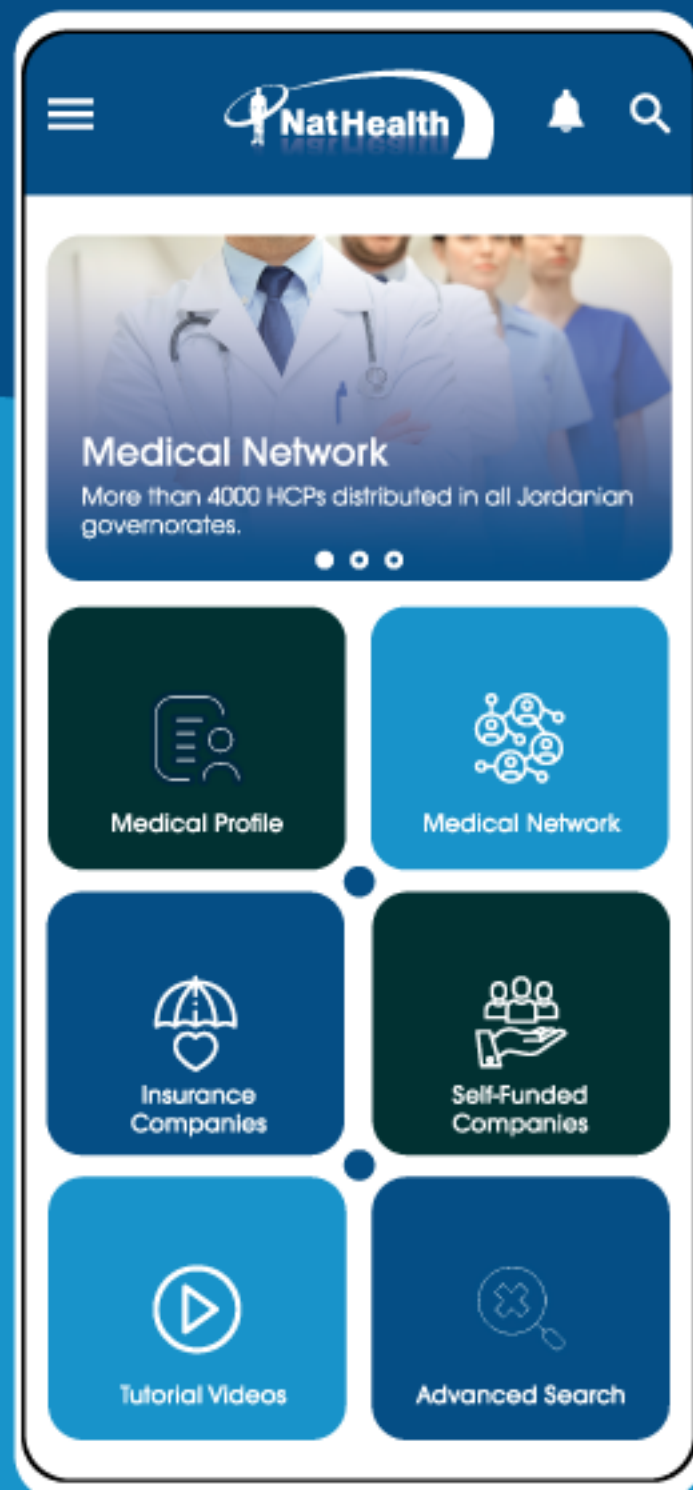 NatHealth
Medical Network
More than 4000 HCPs distributed in all Jordanian
governorates.
Medical Profile
Medical Network
Insurance
Companies
Self-Funded
Companies
Tutorial Videos
Advanced Search